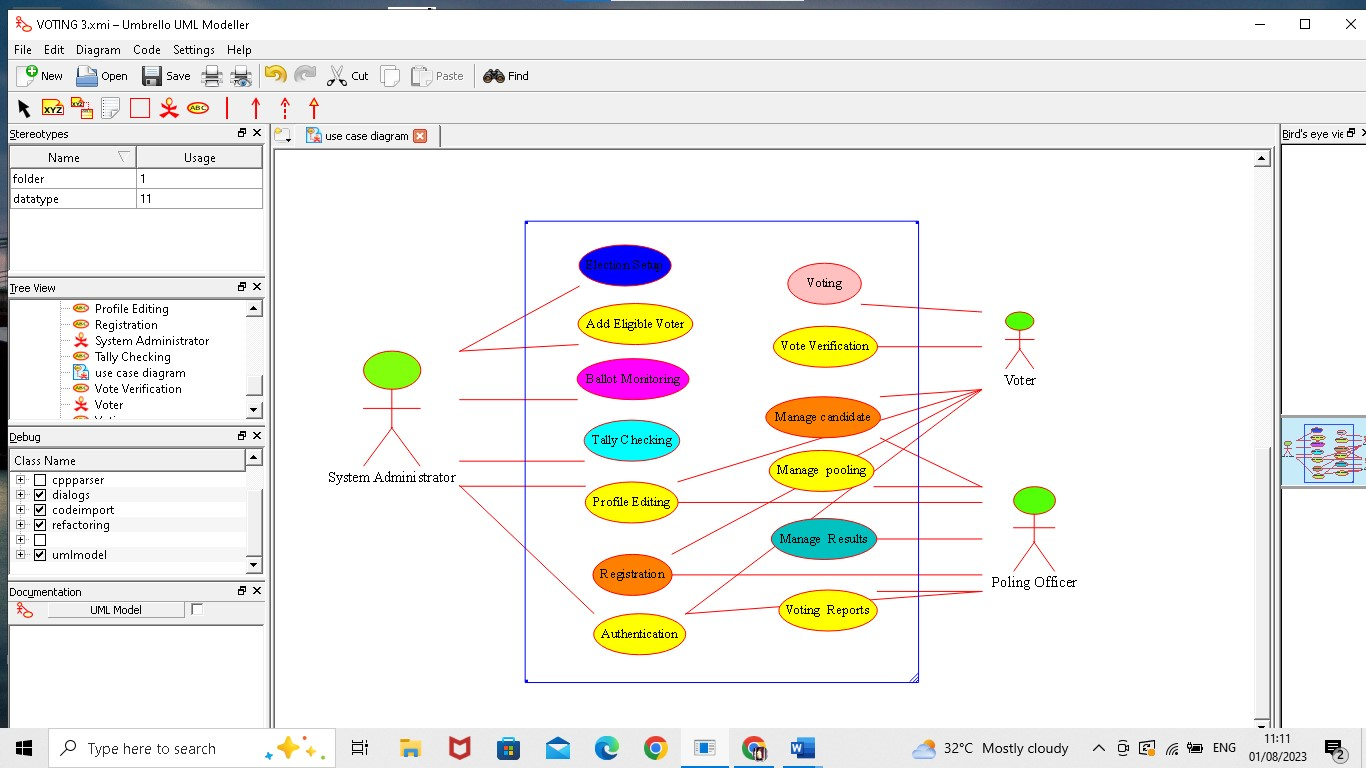 VOTING 3.xmi – Umbrello UML Modeller
File Edit Diagram Code Settings Help
New Open Save Cut Paste Find
XYZ XYZ ABC
Stereotypes
Name Usage
folder 1
datatype 11
Tree View
Profile Editing
Registration
System Administrator
Tally Checking
use case diagram
Vote Verification
Voter
Debug
Class Name
cppparser
dialogs
codeimport
refactoring
umlmodel
Documentation
UML Model
use case diagram
Bird's eye vie
Election Setup
Add Eligible Voter
Ballot Monitoring
Tally Checking
Profile Editing
Registration
Authentication
Voting
Vote Verification
Manage candidate
Manage pooling
Manage Results
Voting Reports
System Administrator
Voter
Poling Officer
Type here to search
32°C Mostly cloudy
ENG
11:11
01/08/2023
2